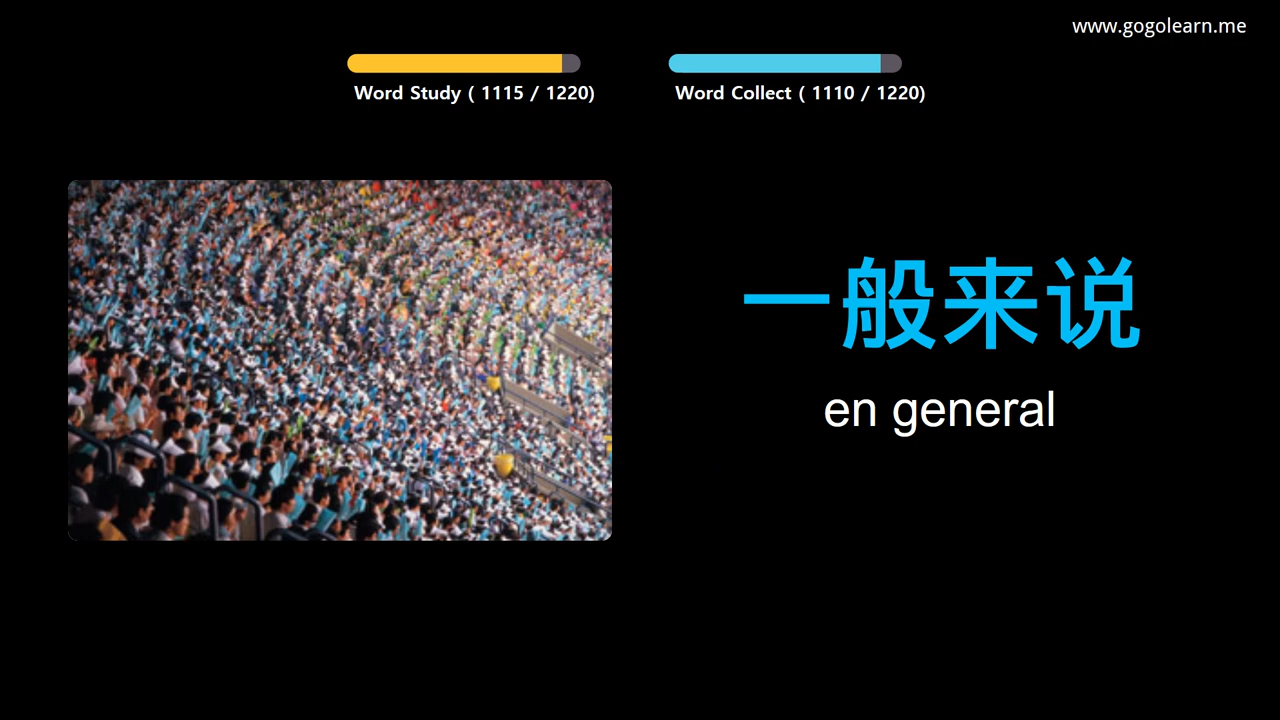 www.gogolearn.me
Word Study ( 1115 / 1220)
Word Collect ( 1110 / 1220)
一般来说
en general